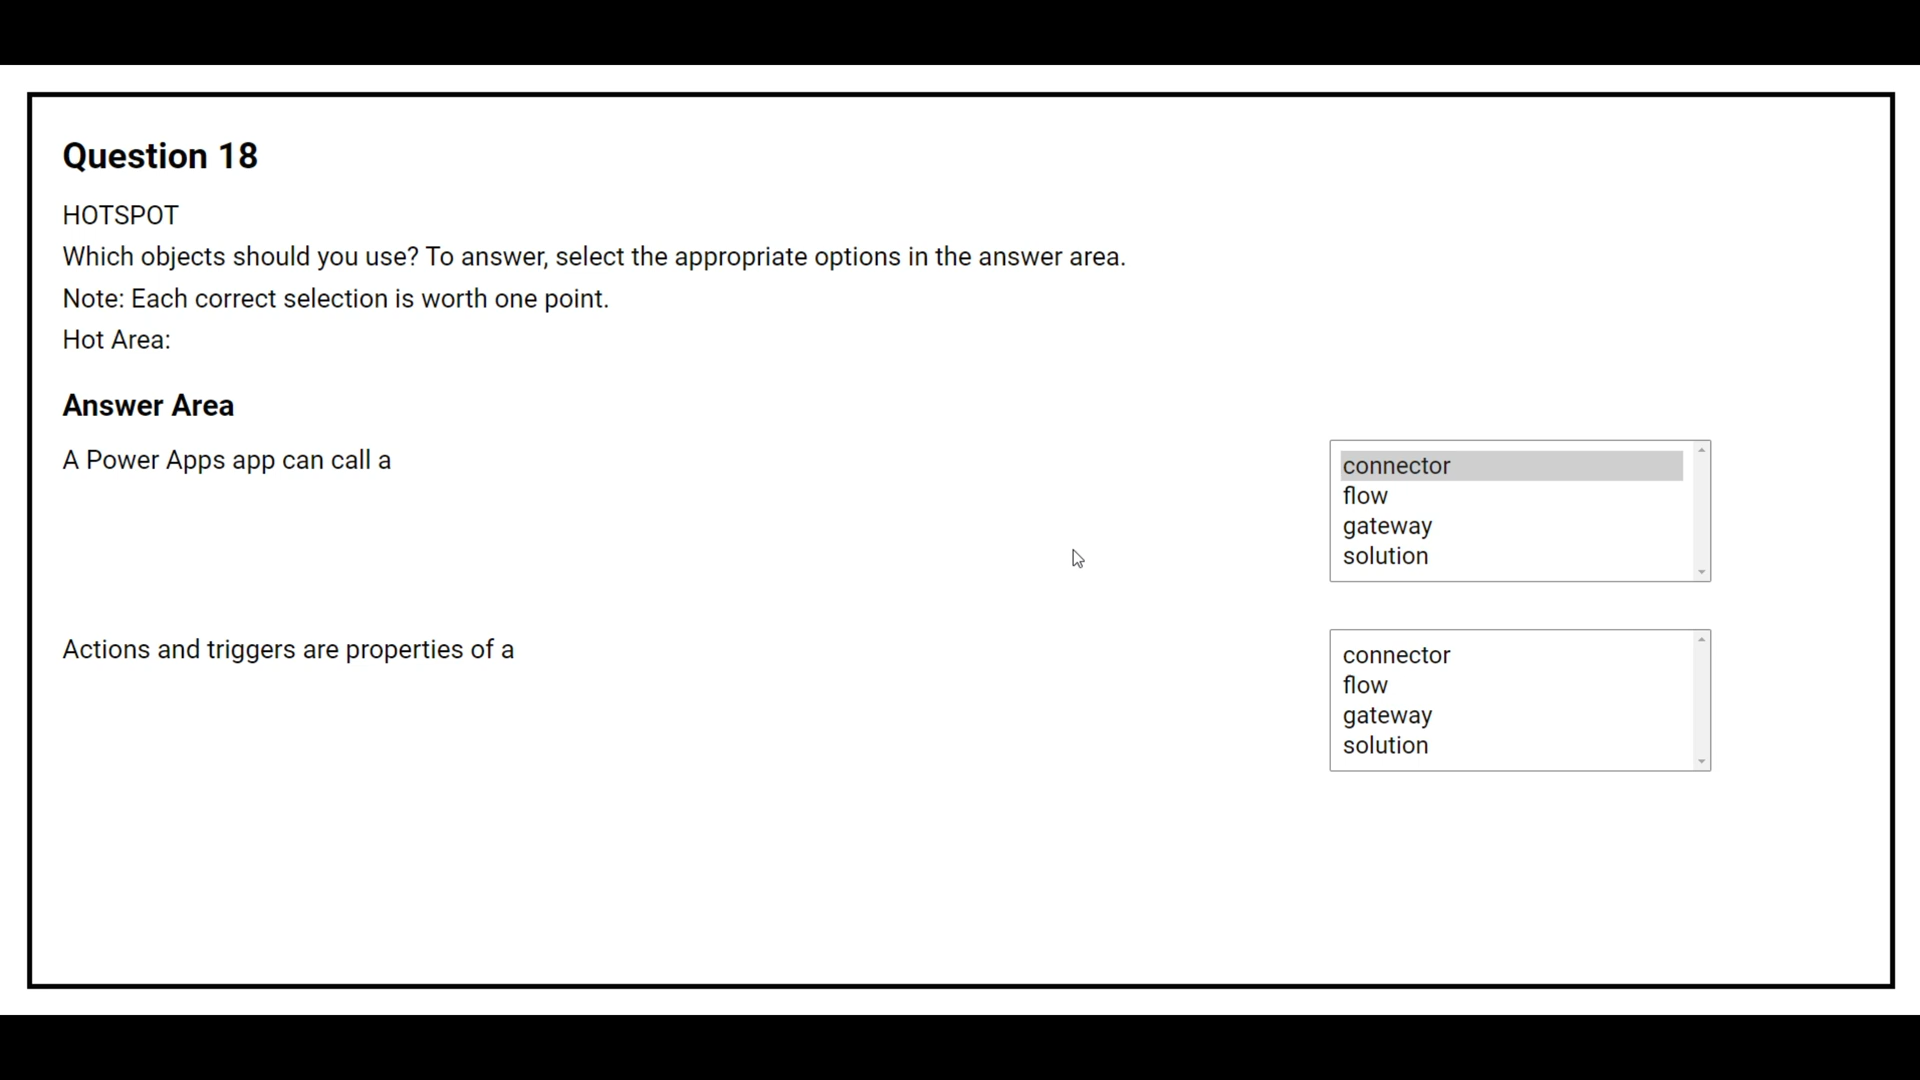 Question 18
HOTSPOT
Which objects should you use? To answer, select the appropriate options in the answer area.
Note: Each correct selection is worth one point.
Hot Area:
Answer Area
A Power Apps app can call a
connector
flow
gateway
solution
Actions and triggers are properties of a
connector
flow
gateway
solution